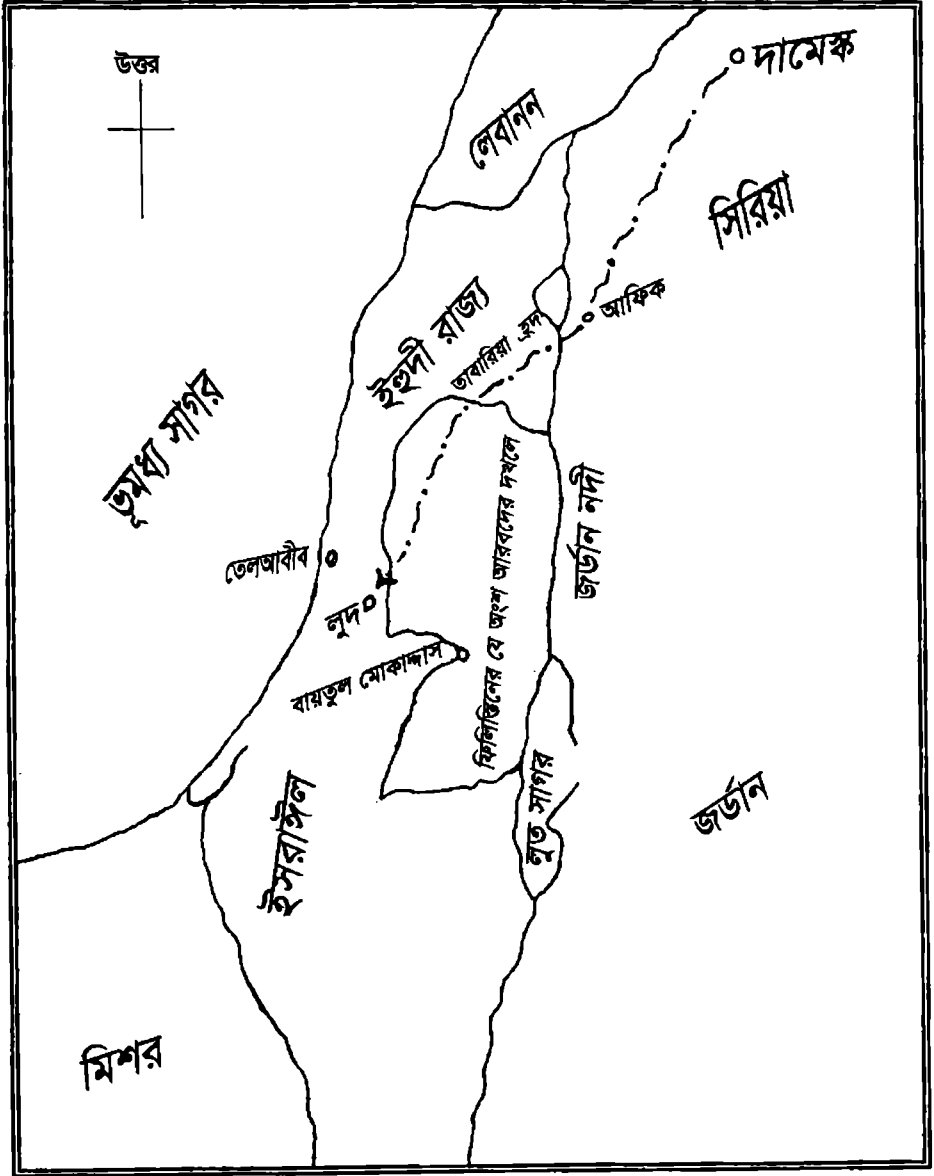 উত্তর
দামেস্ক
লেবানন
সিরিয়া
আফিক
ইহুদী রাজ্য
তাবারিয়া হ্রদ
ভূমধ্য সাগর
ফিলিস্তিনের যে অংশ আরবদের দখলে
জর্ডান নদী
তেলআবীব
লুদ
বায়তুল মোকাদ্দাস
লূত সাগর
ইসরাঈল
জর্ডান
মিশর